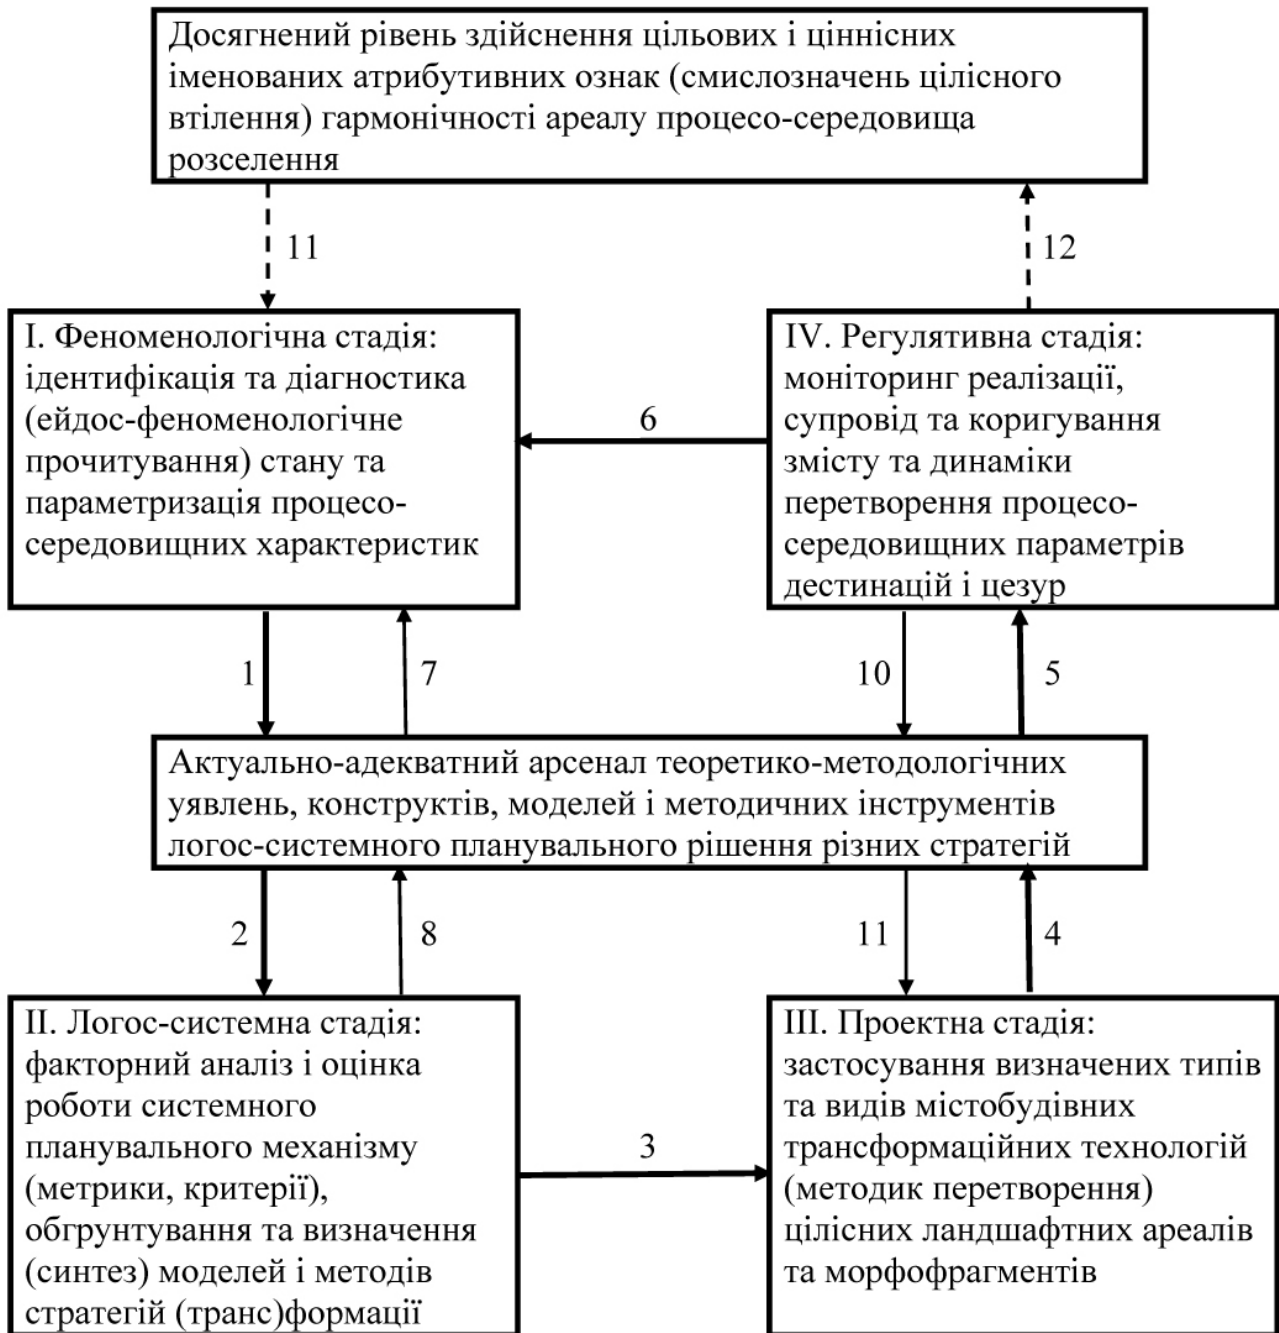 Досягнений рівень здійснення цільових і ціннісних
іменованих атрибутивних ознак (смислозначень цілісного
втілення) гармонічності ареалу процесо-середовища
розселення
11
12
І. Феноменологічна стадія:
ідентифікація та діагностика
(ейдос-феноменологічне
прочитування) стану та
параметризація процесо-
середовищних характеристик
6
IV. Регулятивна стадія:
моніторинг реалізації,
супровід та коригування
змісту та динаміки
перетворення процесо-
середовищних параметрів
дестинацій і цезур
1
7
10
5
Актуально-адекватний арсенал теоретико-методологічних
уявлень, конструктів, моделей і методичних інструментів
логос-системного планувального рішення різних стратегій
2
8
11
4
ІІ. Логос-системна стадія:
факторний аналіз і оцінка
роботи системного
планувального механізму
(метрики, критерії),
обгрунтування та визначення
(синтез) моделей і методів
стратегій (транс)формації
3
ІІІ. Проектна стадія:
застосування визначених типів
та видів містобудівних
трансформаційних технологій
(методик перетворення)
цілісних ландшафтних ареалів
та морфофрагментів